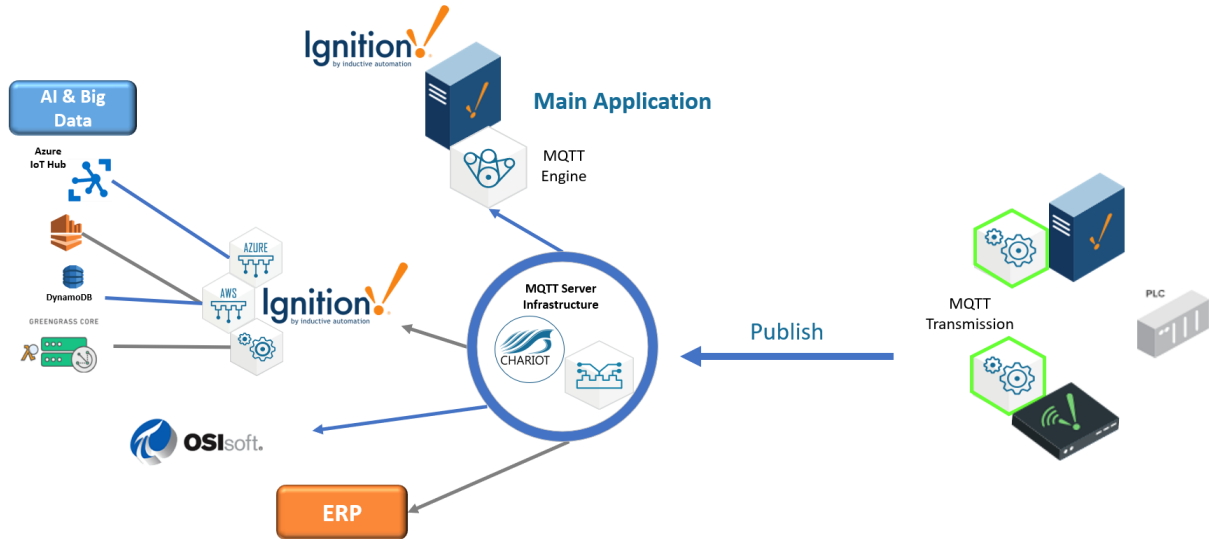 Ignition!
by inductive automation
AI & Big
Data
Main Application
Azure
IoT Hub
MQTT
Engine
AZURE
MQTT Server
Infrastructure
DynamoDB
AWS
Ignition!
by inductive automation
PLC
MQTT
Transmission
GREENGRASS CORE
Publish
CHARIOT
OSIsoft.
ERP